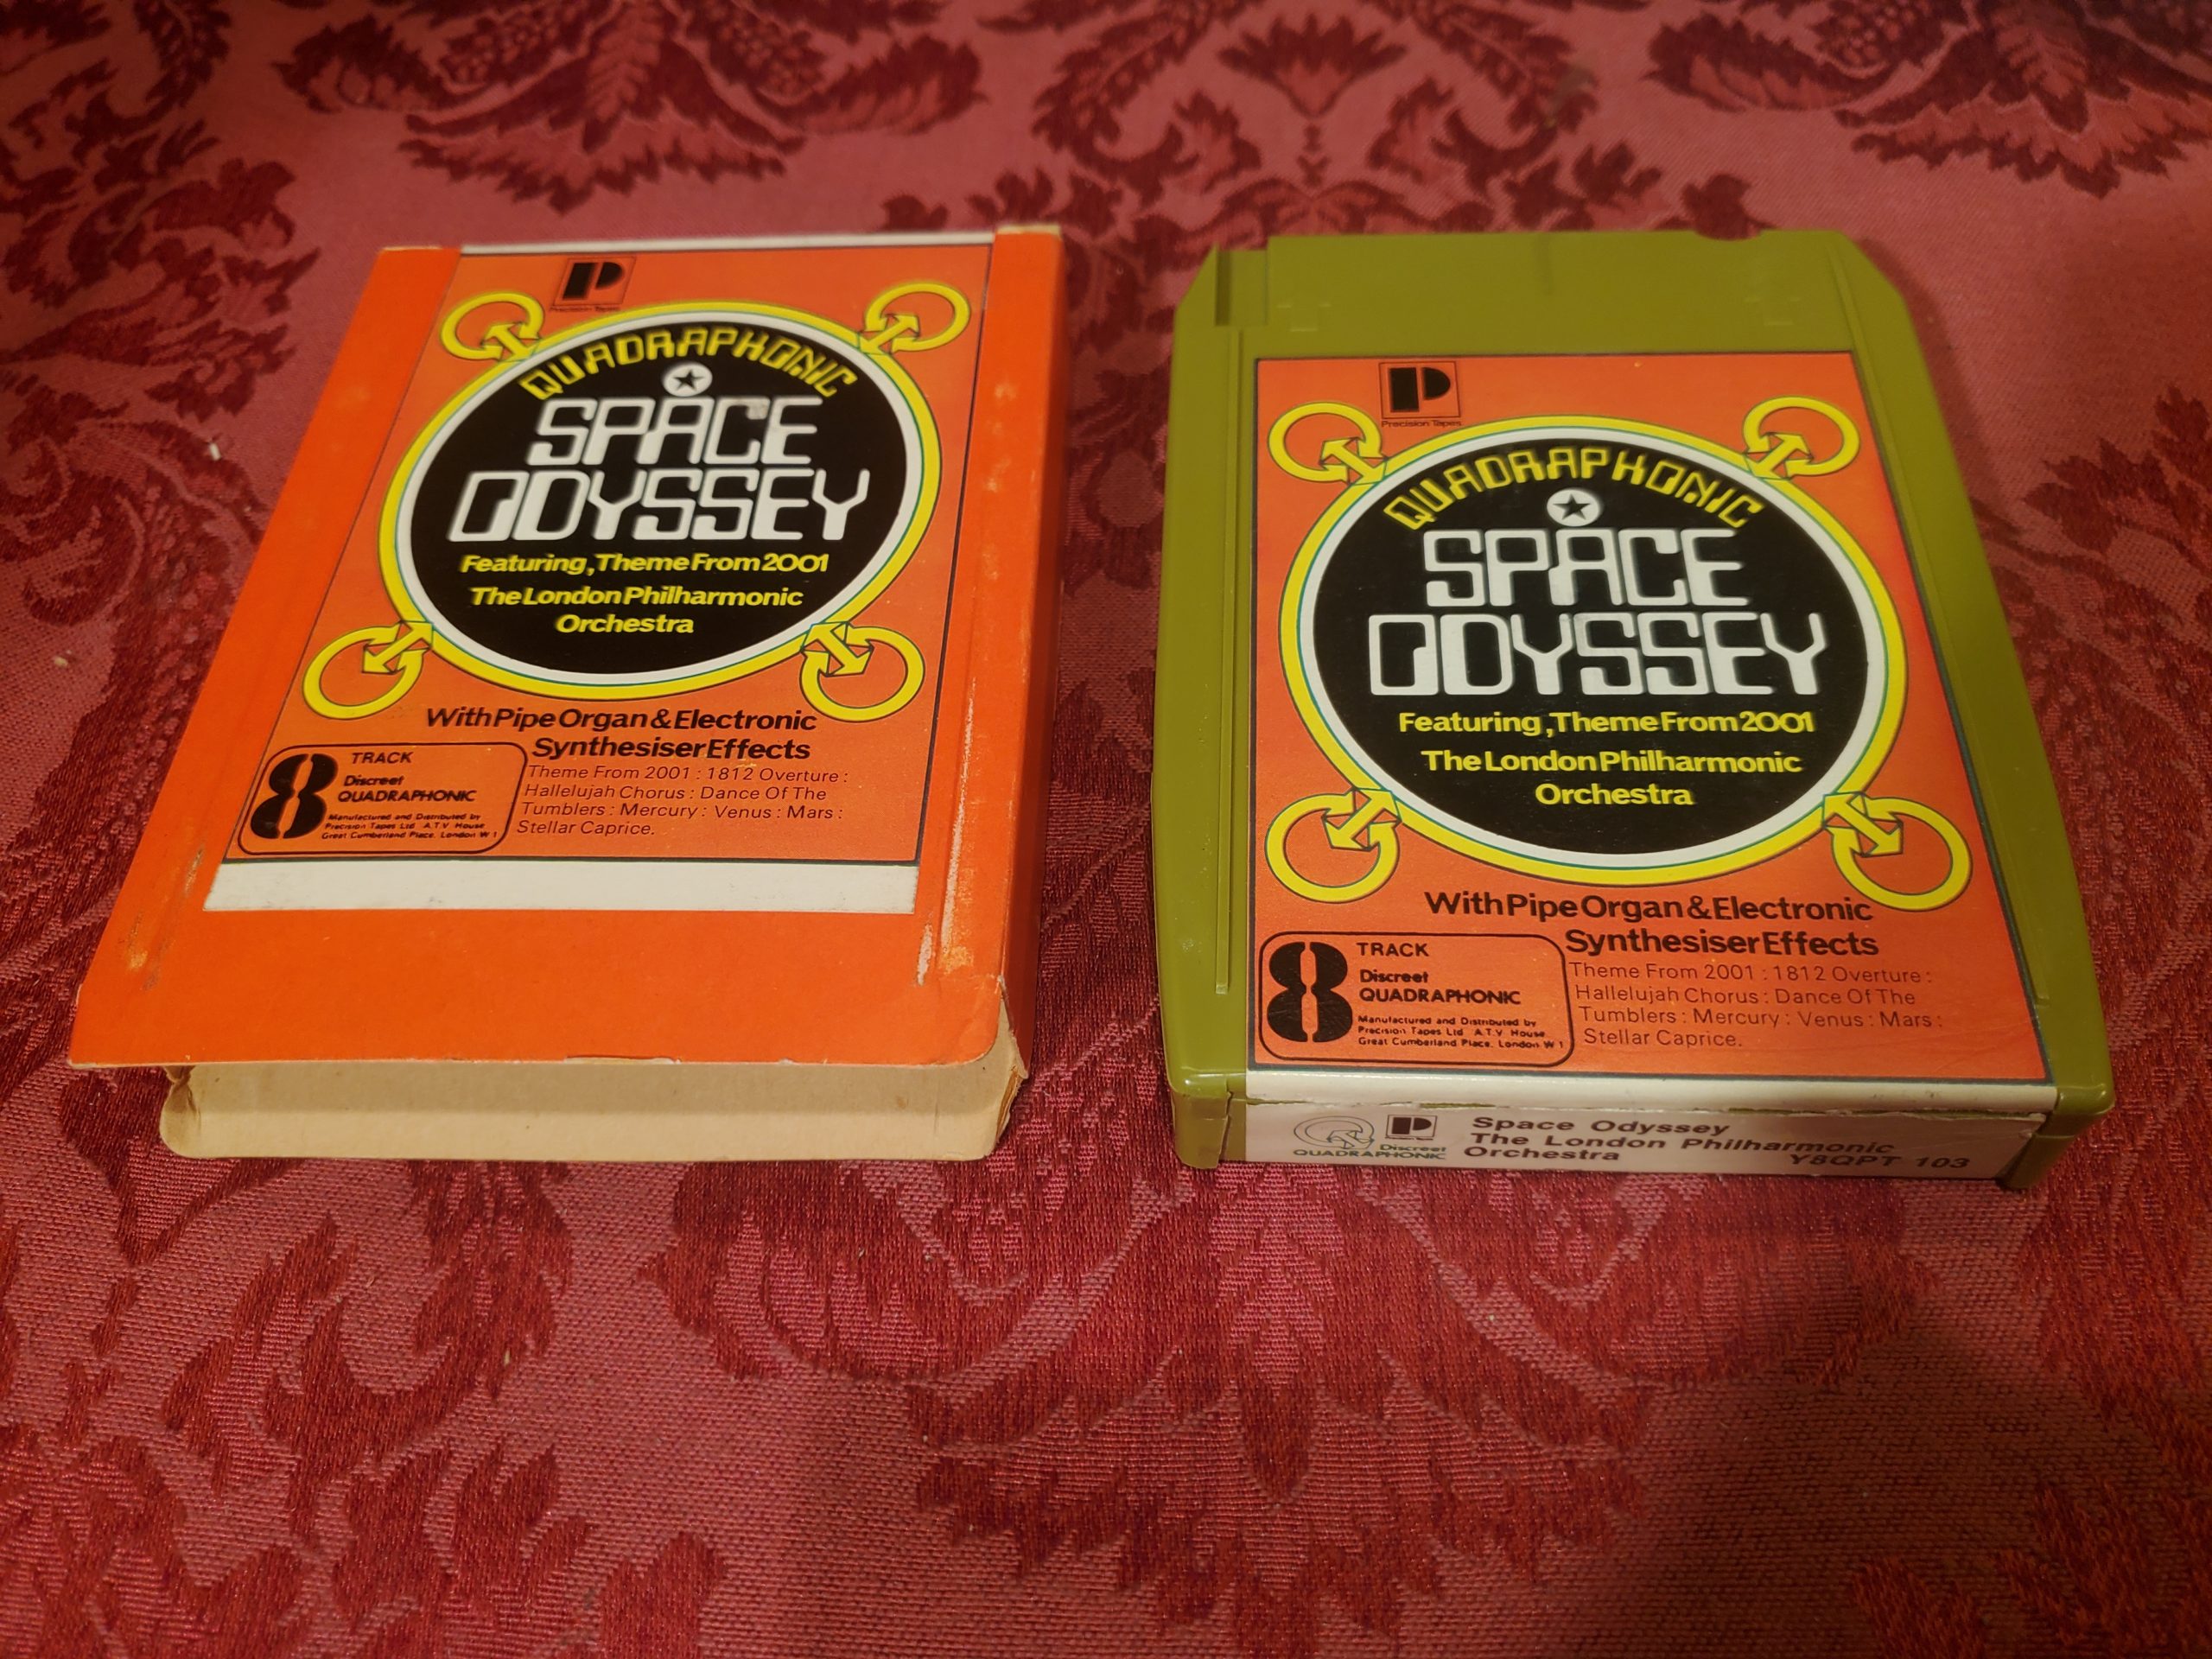 Precision Tapes
QUADRAPHONIC
SPACE
ODYSSEY
Featuring, Theme From 2001
The London Philharmonic
Orchestra
With Pipe Organ & Electronic
Synthesiser Effects
8 TRACK
Discreet
QUADRAPHONIC
Manufactured and Distributed by
Precision Tapes Ltd A.T.V. House
Great Cumberland Place, London W 1
Theme From 2001 : 1812 Overture :
Hallelujah Chorus : Dance Of The
Tumblers : Mercury : Venus : Mars :
Stellar Caprice.
P
Precision Tapes
QUADRAPHONIC
SPACE
ODYSSEY
Featuring, Theme From 2001
The London Philharmonic
Orchestra
With Pipe Organ & Electronic
Synthesiser Effects
8 TRACK
Discreet
QUADRAPHONIC
Manufactured and Distributed by
Precision Tapes Ltd A.T.V. House
Great Cumberland Place, London W 1
Theme From 2001 : 1812 Overture :
Hallelujah Chorus : Dance Of The
Tumblers : Mercury : Venus : Mars :
Stellar Caprice.
Discreet
QUADRAPHONIC
Space Odyssey
The London Philharmonic
Orchestra
Y8QPT 103